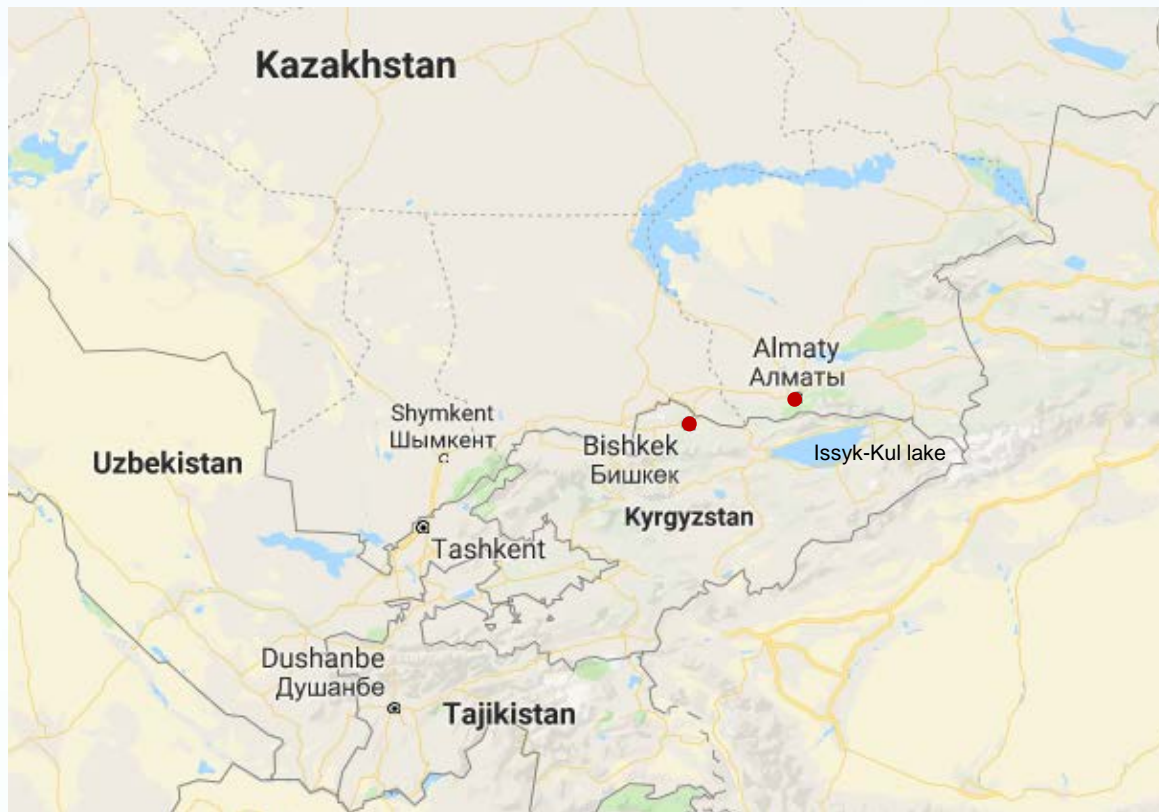 Kazakhstan
Almaty
Алматы
Shymkent
Шымкент
Bishkek
Бишкек
Issyk-Kul lake
Uzbekistan
Kyrgyzstan
Tashkent
Dushanbe
Душанбе
Tajikistan